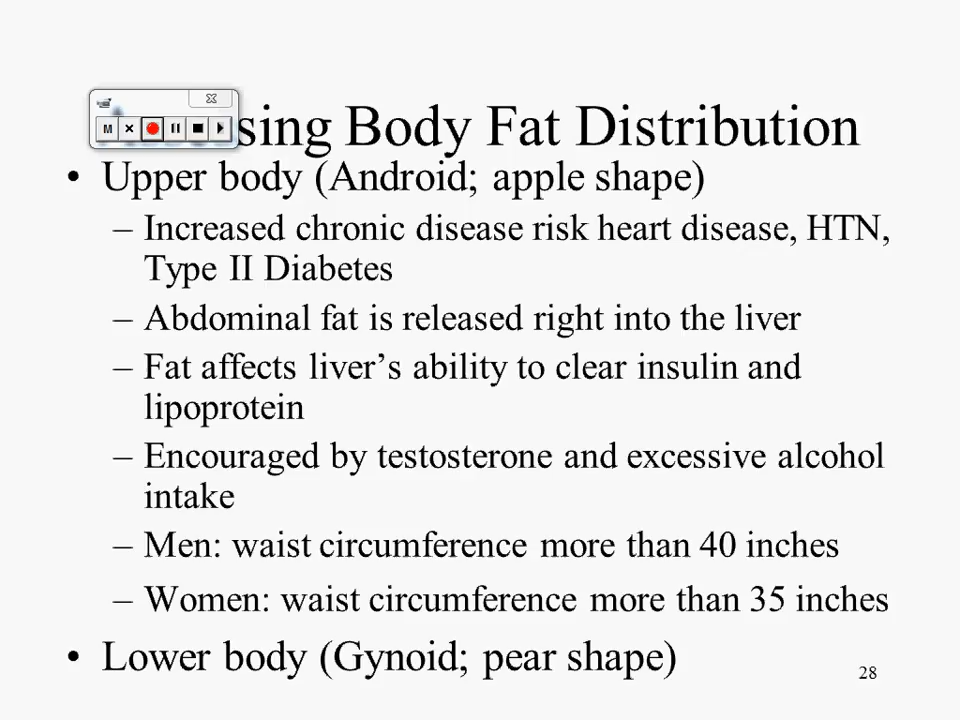 sing Body Fat Distribution
• Upper body (Android; apple shape)
– Increased chronic disease risk heart disease, HTN,
Type II Diabetes
– Abdominal fat is released right into the liver
– Fat affects liver’s ability to clear insulin and
lipoprotein
– Encouraged by testosterone and excessive alcohol
intake
– Men: waist circumference more than 40 inches
– Women: waist circumference more than 35 inches
• Lower body (Gynoid; pear shape)
28